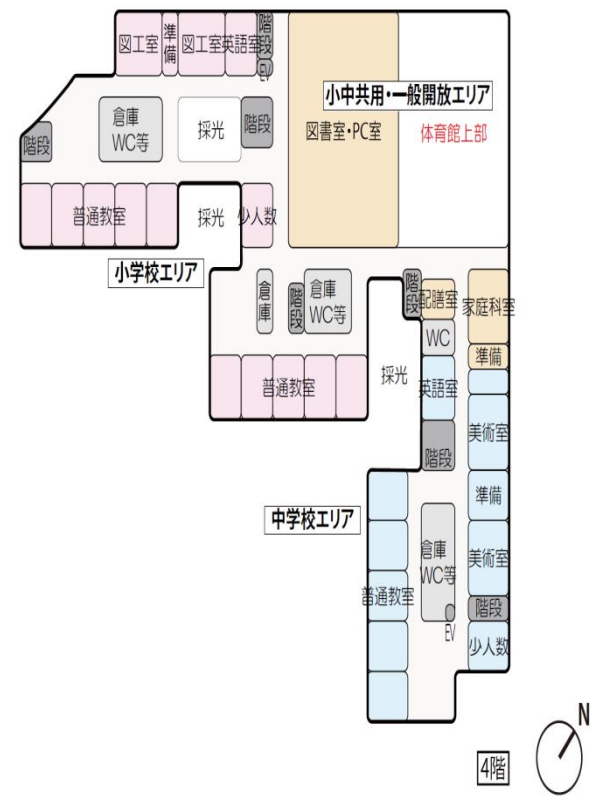 図工室
準備
図工室
英語室
階段
EV
小中共用・一般開放エリア
図書室・PC室
体育館上部
階段
倉庫
WC等
採光
階段
普通教室
採光
少人数
小学校エリア
倉庫
階段
倉庫
WC等
階段
配膳室
家庭科室
WC
準備
普通教室
採光
英語室
美術室
階段
準備
中学校エリア
倉庫
WC等
美術室
普通教室
階段
EV
少人数
N
4階